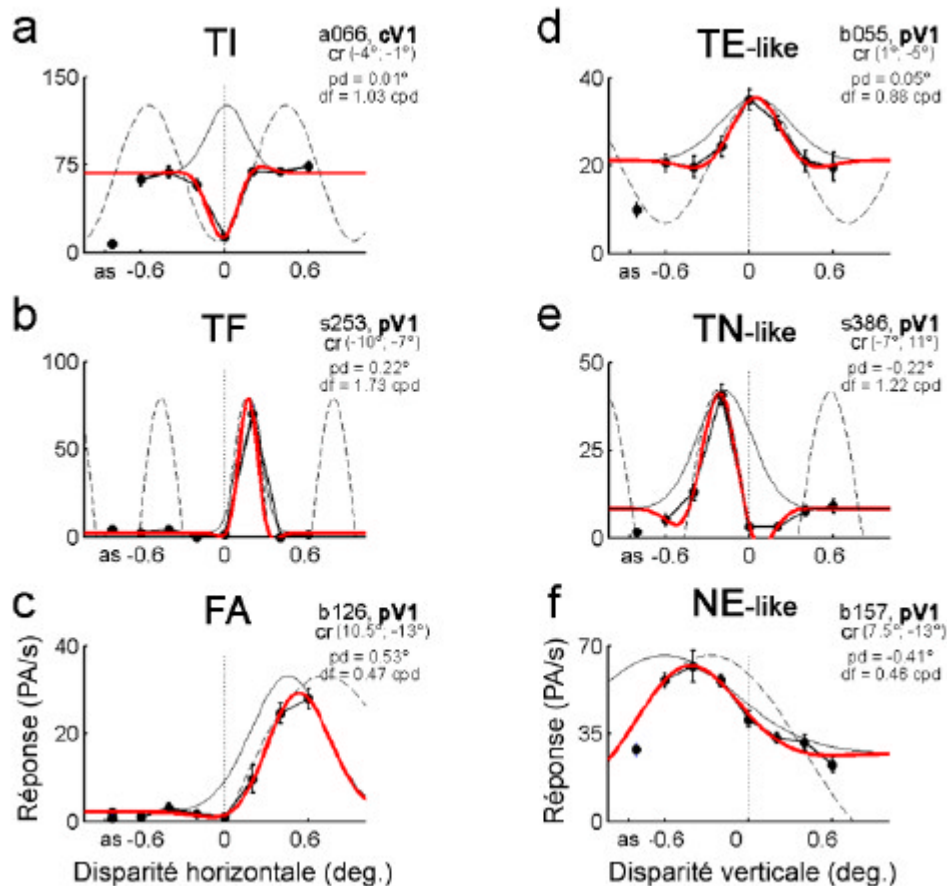 a
TI
a066, cV1
cr (-4°; -1°)
pd = 0.01°
df = 1.03 cpd
150
75
0
as -0.6 0 0.6
b
TF
s253, pV1
cr (-10°; -7°)
pd = 0.22°
df = 1.73 cpd
100
50
0
as -0.6 0 0.6
c
FA
b126, pV1
cr (10.5°; -13°)
pd = 0.53°
df = 0.47 cpd
40
20
0
Réponse (PA/s)
as -0.6 0 0.6
Disparité horizontale (deg.)
d
TE-like
b055, pV1
cr (1°; -5°)
pd = 0.05°
df = 0.88 cpd
40
20
0
as -0.6 0 0.6
e
TN-like
s386, pV1
cr (-7°; 11°)
pd = -0.22°
df = 1.22 cpd
50
25
0
as -0.6 0 0.6
f
NE-like
b157, pV1
cr (7.5°; -13°)
pd = -0.41°
df = 0.46 cpd
70
35
0
Réponse (PA/s)
as -0.6 0 0.6
Disparité verticale (deg.)